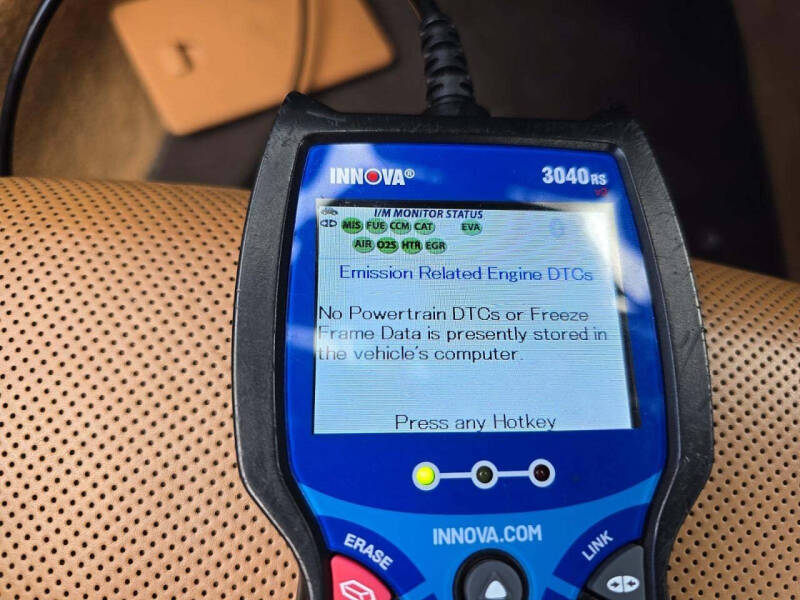 INNOVA®
3040RS
I/M MONITOR STATUS
MIS FUE CCM CAT EVA
AIR O2S HTR EGR
Emission Related Engine DTCs
No Powertrain DTCs or Freeze
Frame Data is presently stored in
the vehicle's computer.
Press any Hotkey
INNOVA.COM
ERASE
LINK